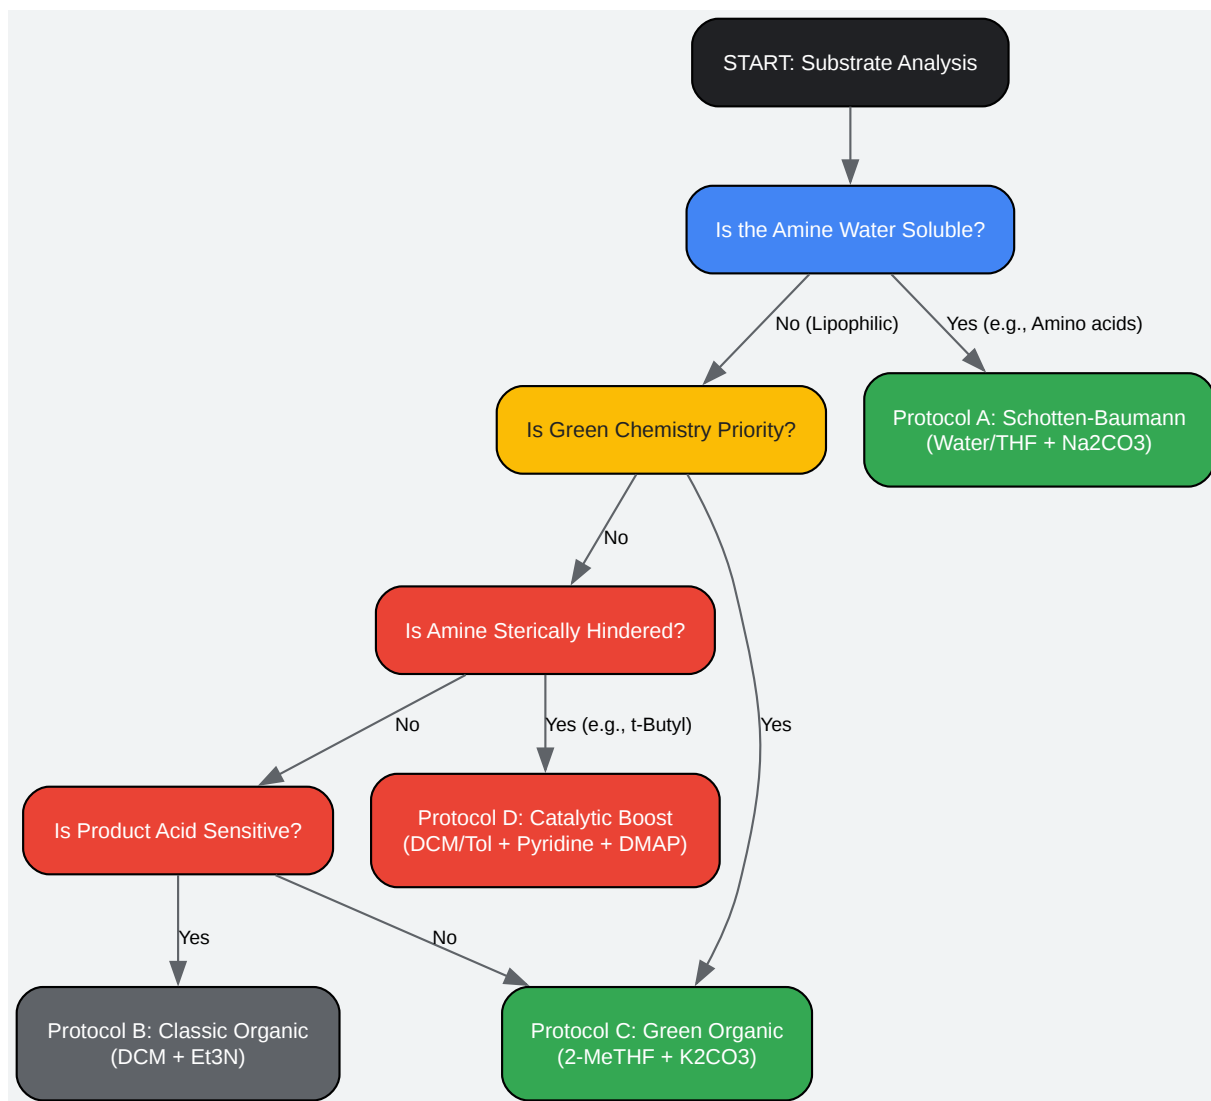 START: Substrate Analysis
Is the Amine Water Soluble?
No (Lipophilic)
Yes (e.g., Amino acids)
Is Green Chemistry Priority?
Protocol A: Schotten-Baumann
(Water/THF + Na2CO3)
No
Is Amine Sterically Hindered?
No
Yes (e.g., t-Butyl)
Yes
Is Product Acid Sensitive?
Protocol D: Catalytic Boost
(DCM/Tol + Pyridine + DMAP)
Yes
No
Protocol B: Classic Organic
(DCM + Et3N)
Protocol C: Green Organic
(2-MeTHF + K2CO3)